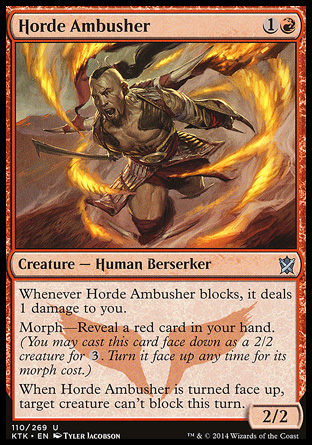 Horde Ambusher 1
Creature — Human Berserker
Whenever Horde Ambusher blocks, it deals
1 damage to you.
Morph—Reveal a red card in your hand.
(You may cast this card face down as a 2/2
creature for 3. Turn it face up any time for its
morph cost.)
When Horde Ambusher is turned face up,
target creature can't block this turn.
2/2
110/269 U
KTK • EN Tyler Jacobson
™ & © 2014 Wizards of the Coast